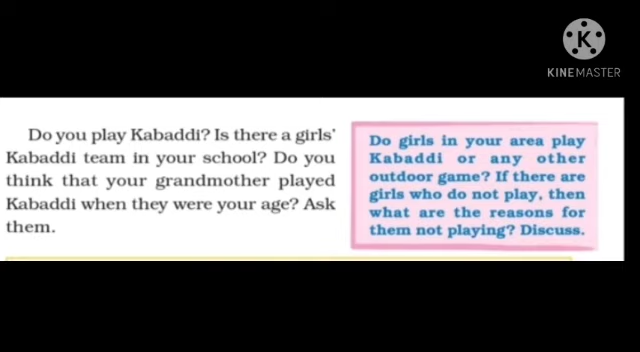 KINEMASTER
Do you play Kabaddi? Is there a girls'
Kabaddi team in your school? Do you
think that your grandmother played
Kabaddi when they were your age? Ask
them.
Do girls in your area play
Kabaddi or any other
outdoor game? If there are
girls who do not play, then
what are the reasons for
them not playing? Discuss.